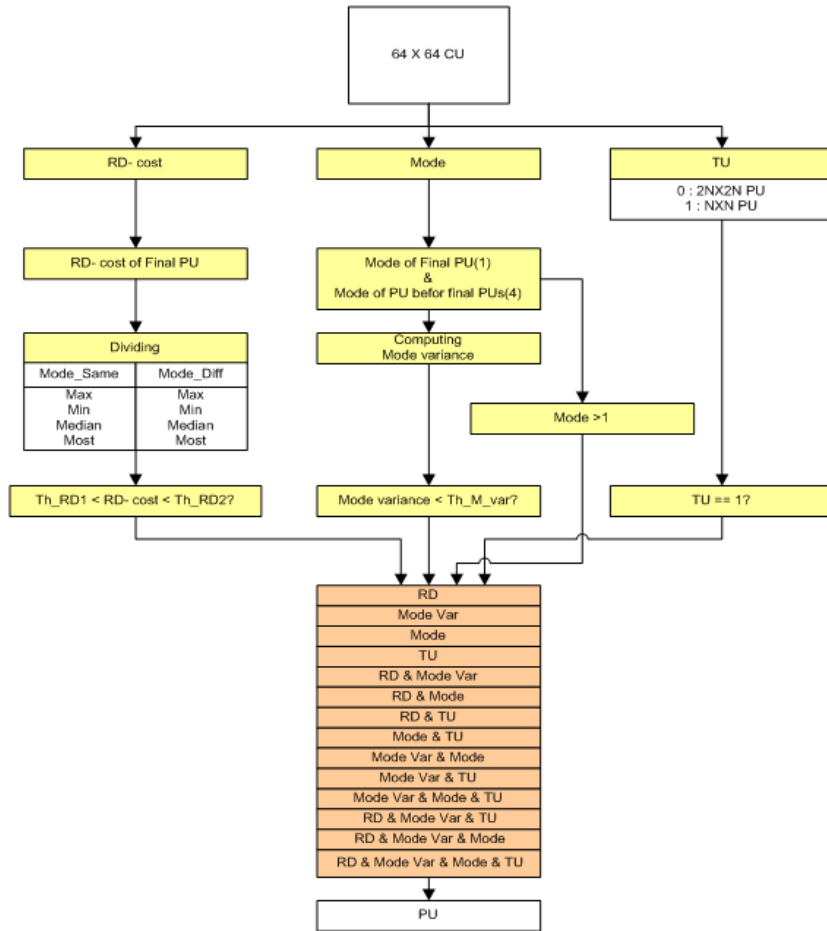 64 X 64 CU
RD- cost
Mode
TU
0 : 2NX2N PU
1 : NXN PU
RD- cost of Final PU
Mode of Final PU(1)
&
Mode of PU befor final PUs(4)
Dividing
Mode_Same
Mode_Diff
Max
Min
Median
Most
Max
Min
Median
Most
Computing
Mode variance
Mode >1
Th_RD1 < RD- cost < Th_RD2?
Mode variance < Th_M_var?
TU == 1?
RD
Mode Var
Mode
TU
RD & Mode Var
RD & Mode
RD & TU
Mode & TU
Mode Var & Mode
Mode Var & TU
Mode Var & Mode & TU
RD & Mode Var & TU
RD & Mode Var & Mode
RD & Mode Var & Mode & TU
PU